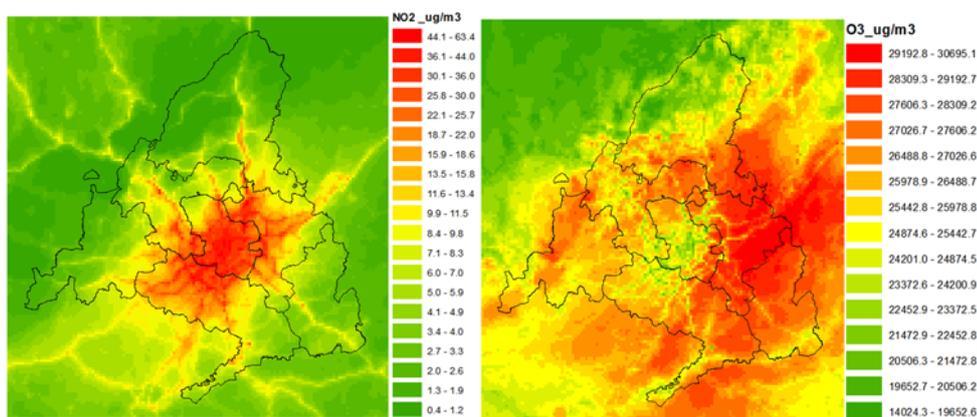 NO2 _ug/m3
44.1 - 63.4
36.1 - 44.0
30.1 - 36.0
25.8 - 30.0
22.1 - 25.7
18.7 - 22.0
15.9 - 18.6
13.5 - 15.8
11.6 - 13.4
9.9 - 11.5
8.4 - 9.8
7.1 - 8.3
6.0 - 7.0
5.0 - 5.9
4.1 - 4.9
3.4 - 4.0
2.7 - 3.3
2.0 - 2.6
1.3 - 1.9
0.4 - 1.2
O3_ug/m3
29192.8 - 30695.1
28309.3 - 29192.7
27606.3 - 28309.2
27026.7 - 27606.2
26488.8 - 27026.6
25978.9 - 26488.7
25442.8 - 25978.8
24874.6 - 25442.7
24201.0 - 24874.5
23372.6 - 24200.9
22452.9 - 23372.5
21472.9 - 22452.8
20506.3 - 21472.8
19652.7 - 20506.2
14024.3 - 19652.6